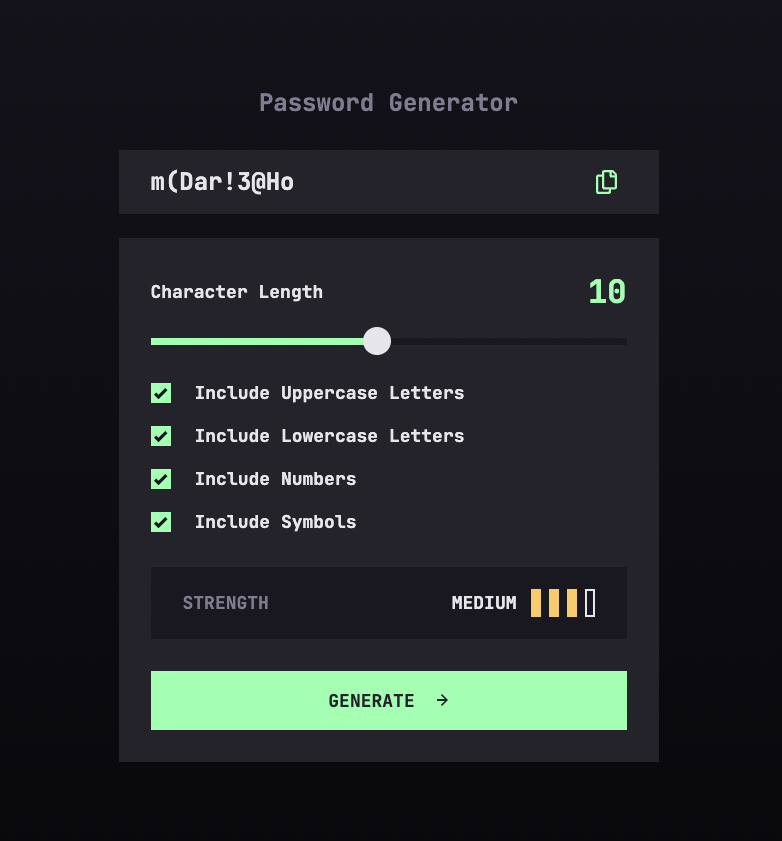 Password Generator
m(Dar!3@Ho
Character Length 10
Include Uppercase Letters
Include Lowercase Letters
Include Numbers
Include Symbols
STRENGTH MEDIUM
GENERATE →